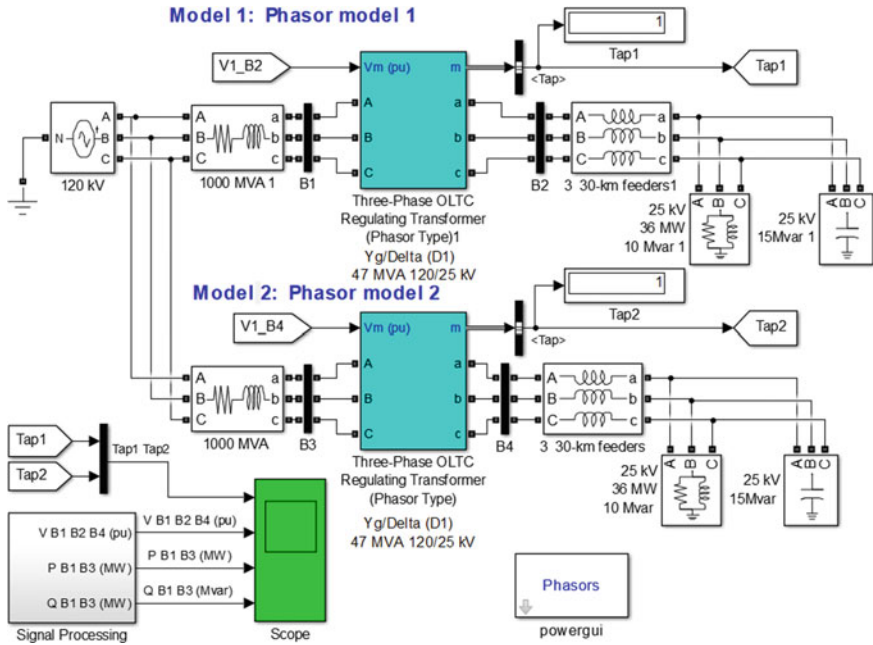 Model 1: Phasor model 1
1
Tap1
V1_B2
Vm (pu)
m
<Tap>
Tap1
N
A
B
C
120 kV
A
B
C
a
b
c
1000 MVA 1
B1
A
B
C
a
b
c
Three-Phase OLTC
Regulating Transformer
(Phasor Type)1
Yg/Delta (D1)
47 MVA 120/25 kV
B2
A
B
C
a
b
c
3 30-km feeders1
A B C
25 kV
36 MW
10 Mvar 1
A B C
25 kV
15Mvar 1
Model 2: Phasor model 2
1
Tap2
V1_B4
Vm (pu)
m
<Tap>
Tap2
A
B
C
a
b
c
1000 MVA
B3
A
B
C
a
b
c
Three-Phase OLTC
Regulating Transformer
(Phasor Type)
Yg/Delta (D1)
47 MVA 120/25 kV
B4
A
B
C
a
b
c
3 30-km feeders
A B C
25 kV
36 MW
10 Mvar
A B C
25 kV
15Mvar
Tap1
Tap2
Tap1 Tap2
V B1 B2 B4 (pu)
P B1 B3 (MW)
Q B1 B3 (MW)
Signal Processing
V B1 B2 B4 (pu)
P B1 B3 (MW)
Q B1 B3 (Mvar)
Scope
Phasors
powergui